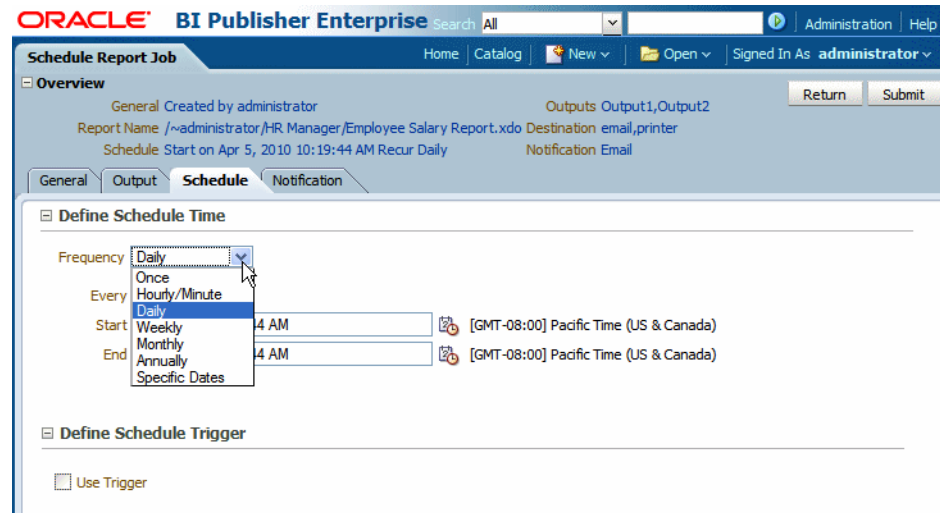 ORACLE BI Publisher Enterprise Search All Administration Help
Schedule Report Job Home Catalog New Open Signed In As administrator
Overview Return Submit
General Created by administrator Outputs Output1,Output2
Report Name /~administrator/HR Manager/Employee Salary Report.xdo Destination email,printer
Schedule Start on Apr 5, 2010 10:19:44 AM Recur Daily Notification Email
General Output Schedule Notification
Define Schedule Time
Frequency Daily
Once
Every Hourly/Minute
Daily
Start Weekly 44 AM [GMT-08:00] Pacific Time (US & Canada)
Monthly
End Annually 44 AM [GMT-08:00] Pacific Time (US & Canada)
Specific Dates
Define Schedule Trigger
Use Trigger